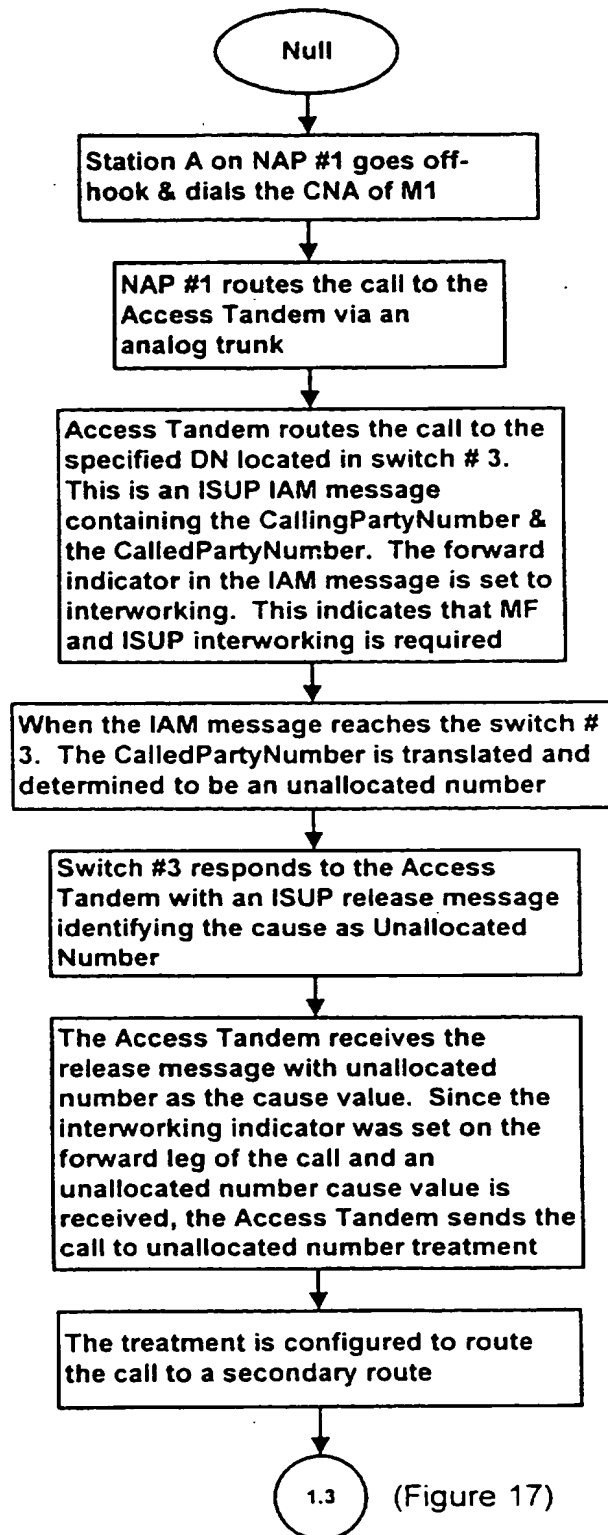 Null
Station A on NAP #1 goes off-
hook & dials the CNA of M1
NAP #1 routes the call to the
Access Tandem via an
analog trunk
Access Tandem routes the call to the
specified DN located in switch # 3.
This is an ISUP IAM message
containing the CallingPartyNumber &
the CalledPartyNumber. The forward
indicator in the IAM message is set to
interworking. This indicates that MF
and ISUP interworking is required
When the IAM message reaches the switch #
3. The CalledPartyNumber is translated and
determined to be an unallocated number
Switch #3 responds to the Access
Tandem with an ISUP release message
identifying the cause as Unallocated
Number
The Access Tandem receives the
release message with unallocated
number as the cause value. Since the
interworking indicator was set on the
forward leg of the call and an
unallocated number cause value is
received, the Access Tandem sends the
call to unallocated number treatment
The treatment is configured to route
the call to a secondary route
1.3 (Figure 17)